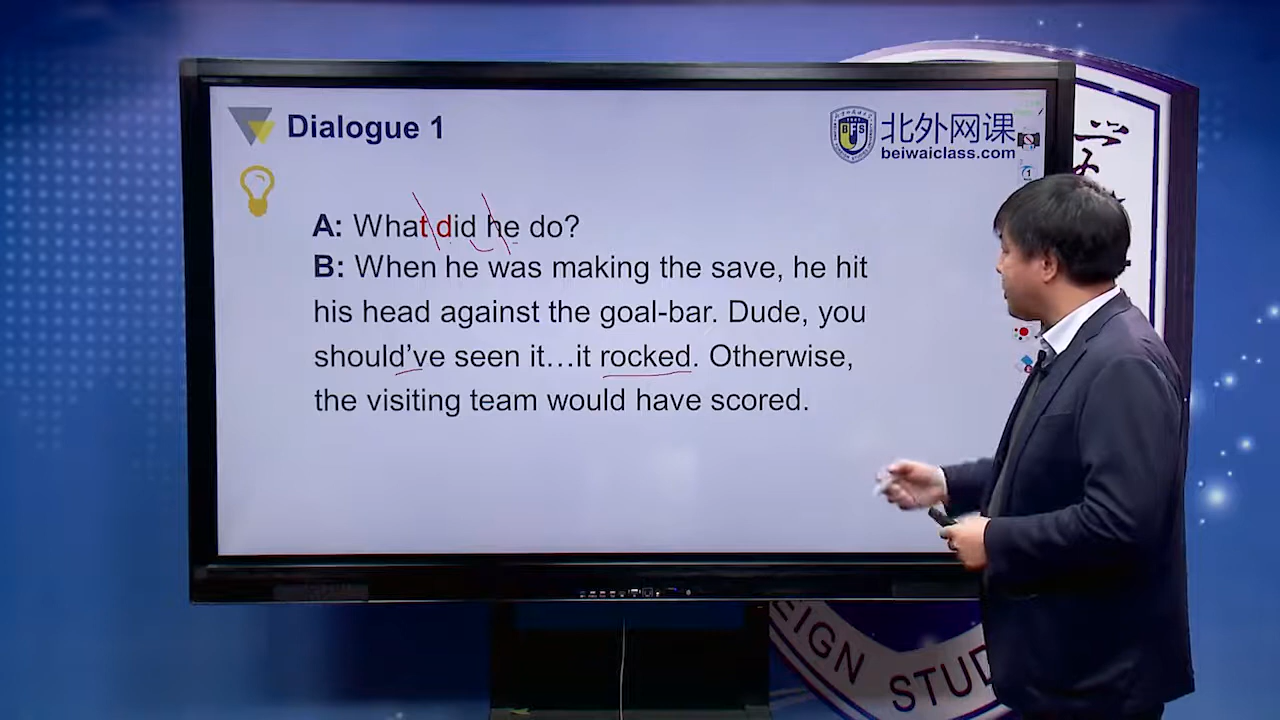 Dialogue 1
北外网课
beiwaiclass.com
A: What did he do?
B: When he was making the save, he hit
his head against the goal-bar. Dude, you
should’ve seen it…it rocked. Otherwise,
the visiting team would have scored.
EIGN STUD